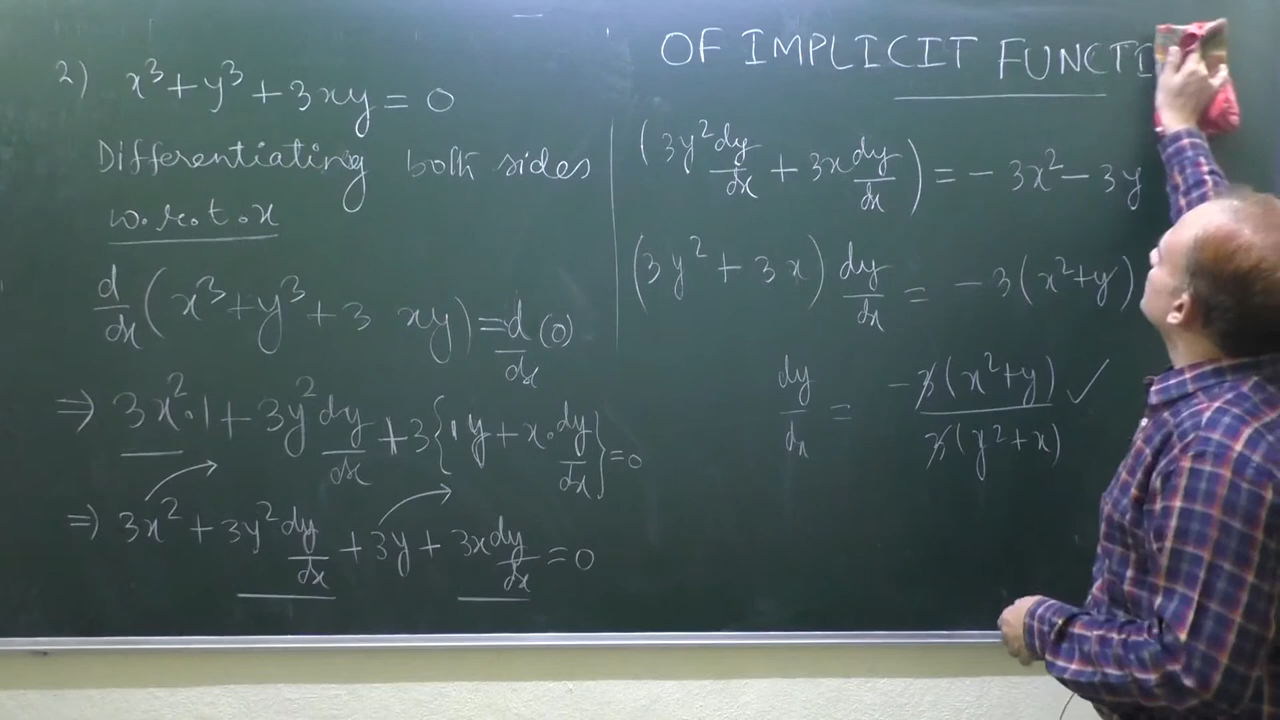 2) x³ + y³ + 3xy = 0
Differentiating both sides
w.r.t.x
d/dx (x³ + y³ + 3 xy) = d/dx (0)
⇒ 3x².1 + 3y² dy/dx + 3{1y + x.dy/dx} = 0
⇒ 3x² + 3y² dy/dx + 3y + 3x dy/dx = 0
OF IMPLICIT FUNCTI
(3y² dy/dx + 3x dy/dx) = - 3x² - 3y
(3y² + 3x) dy/dx = -3(x²+y)
dy/dx = -3(x²+y)/3(y²+x) ✓